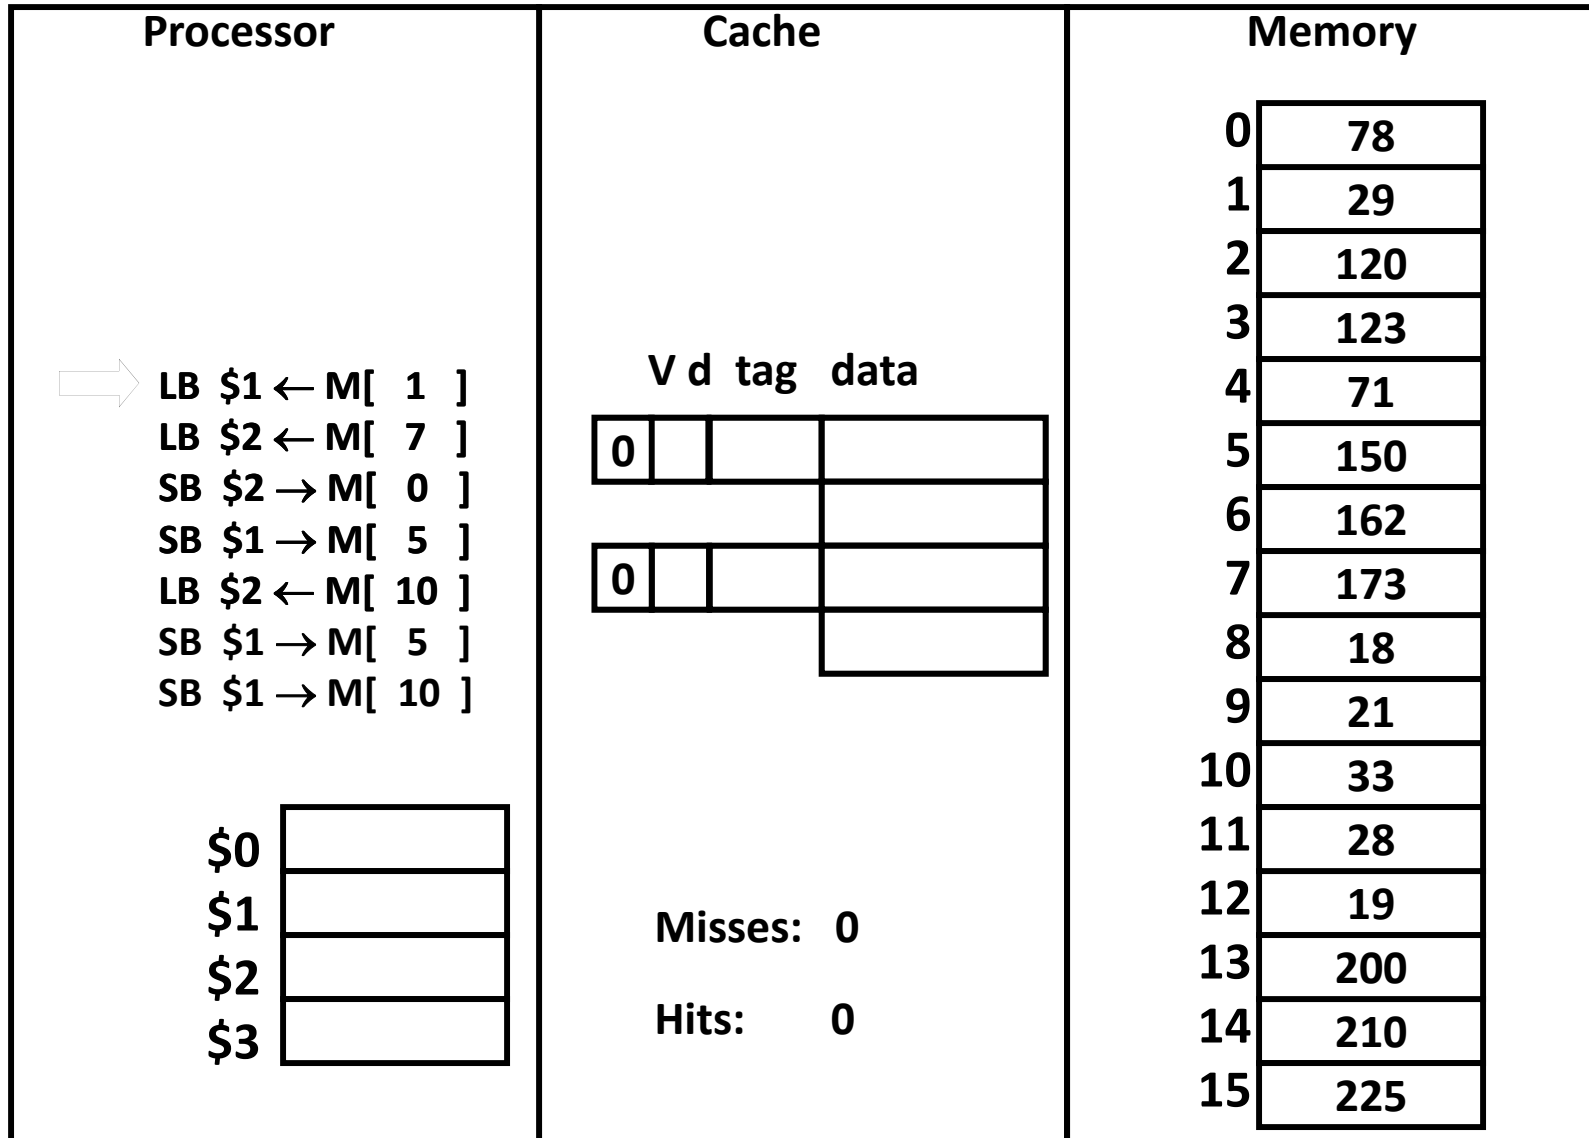 Processor
LB $1 ← M[ 1 ]
LB $2 ← M[ 7 ]
SB $2 → M[ 0 ]
SB $1 → M[ 5 ]
LB $2 ← M[ 10 ]
SB $1 → M[ 5 ]
SB $1 → M[ 10 ]
$0
$1
$2
$3
Cache
V d tag data
0
0
Misses: 0
Hits: 0
Memory
0 78
1 29
2 120
3 123
4 71
5 150
6 162
7 173
8 18
9 21
10 33
11 28
12 19
13 200
14 210
15 225